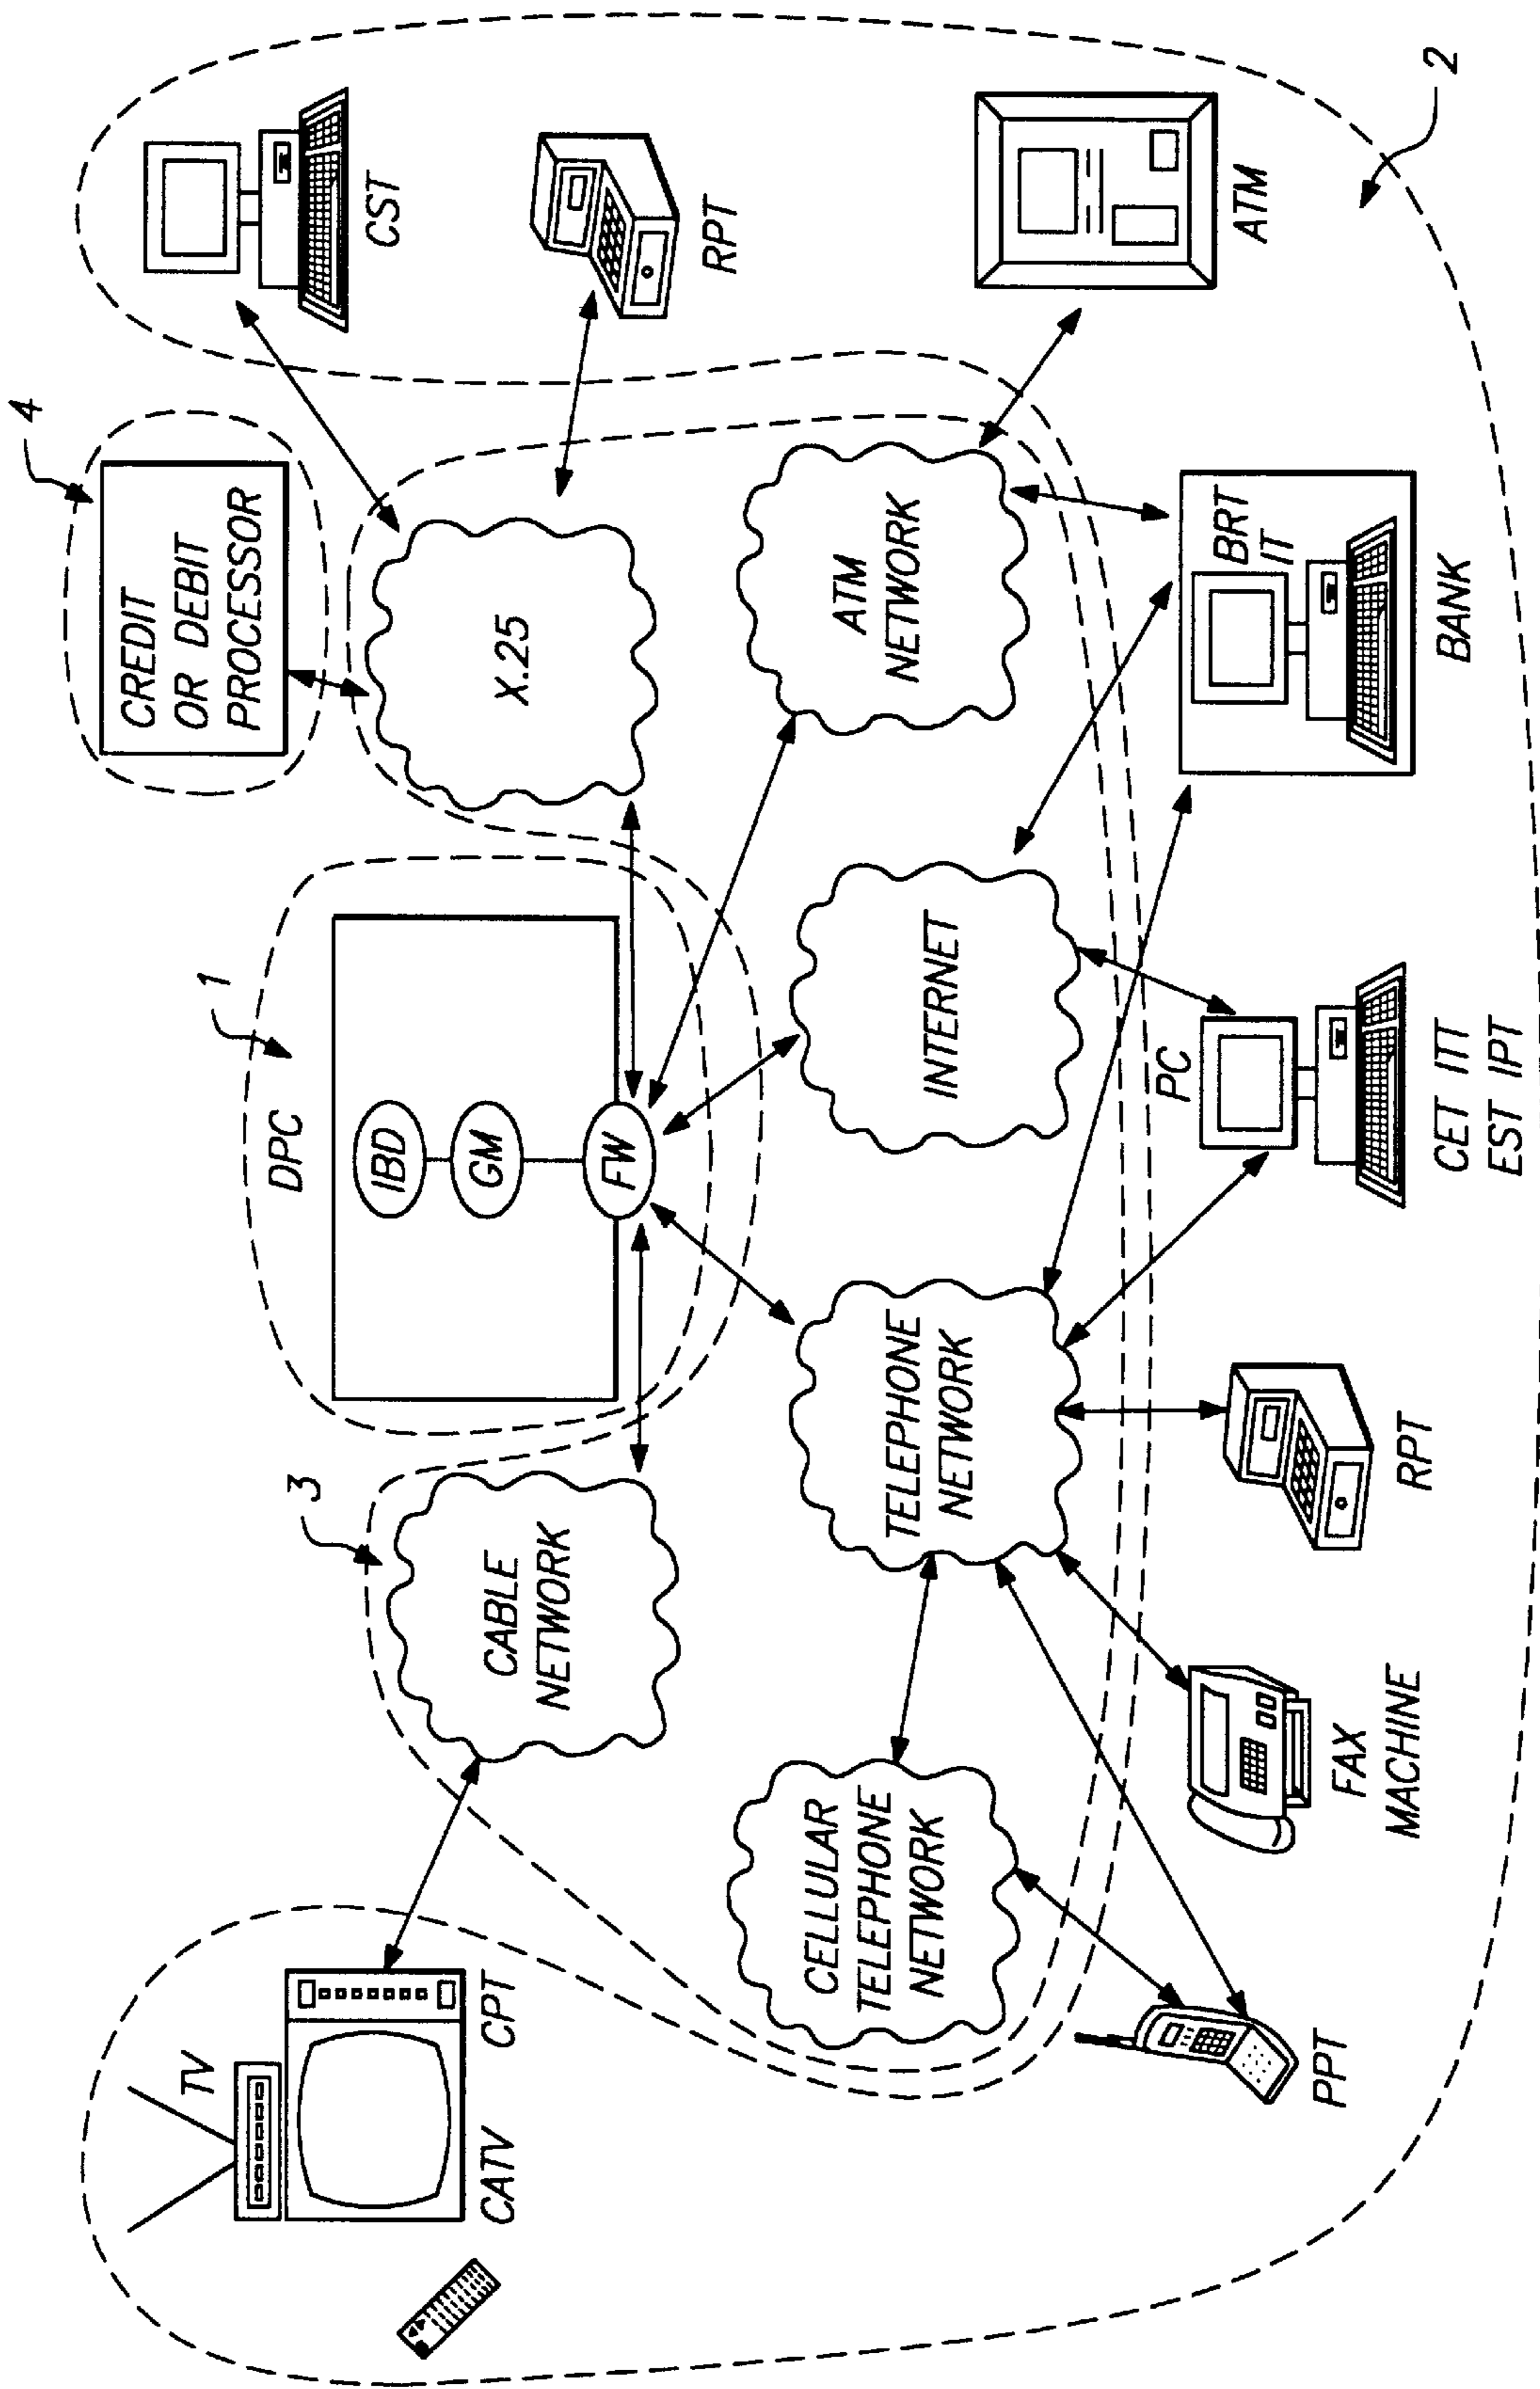 4
CREDIT
OR DEBIT
PROCESSOR
CST
RPT
X.25
1
DPC
IBD
GM
FW
3
CABLE
NETWORK
TV
CPT
CATV
ATM
NETWORK
ATM
2
INTERNET
TELEPHONE
NETWORK
CELLULAR
TELEPHONE
NETWORK
BRT
IT
BANK
PC
CET ITT
EST IPT
RPT
FAX
MACHINE
PPT